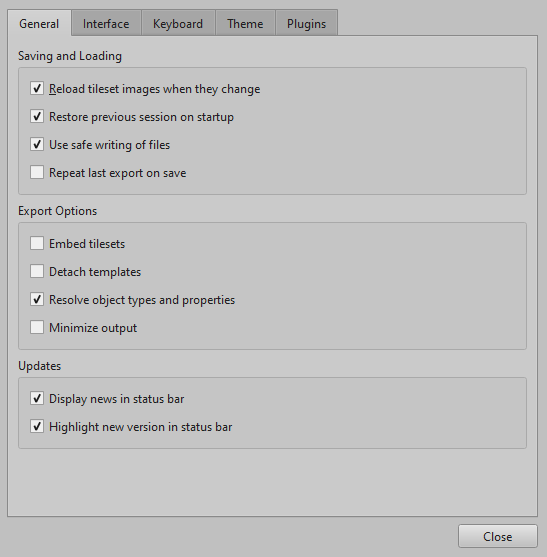 General Interface Keyboard Theme Plugins
Saving and Loading
Reload tileset images when they change
Restore previous session on startup
Use safe writing of files
Repeat last export on save
Export Options
Embed tilesets
Detach templates
Resolve object types and properties
Minimize output
Updates
Display news in status bar
Highlight new version in status bar
Close